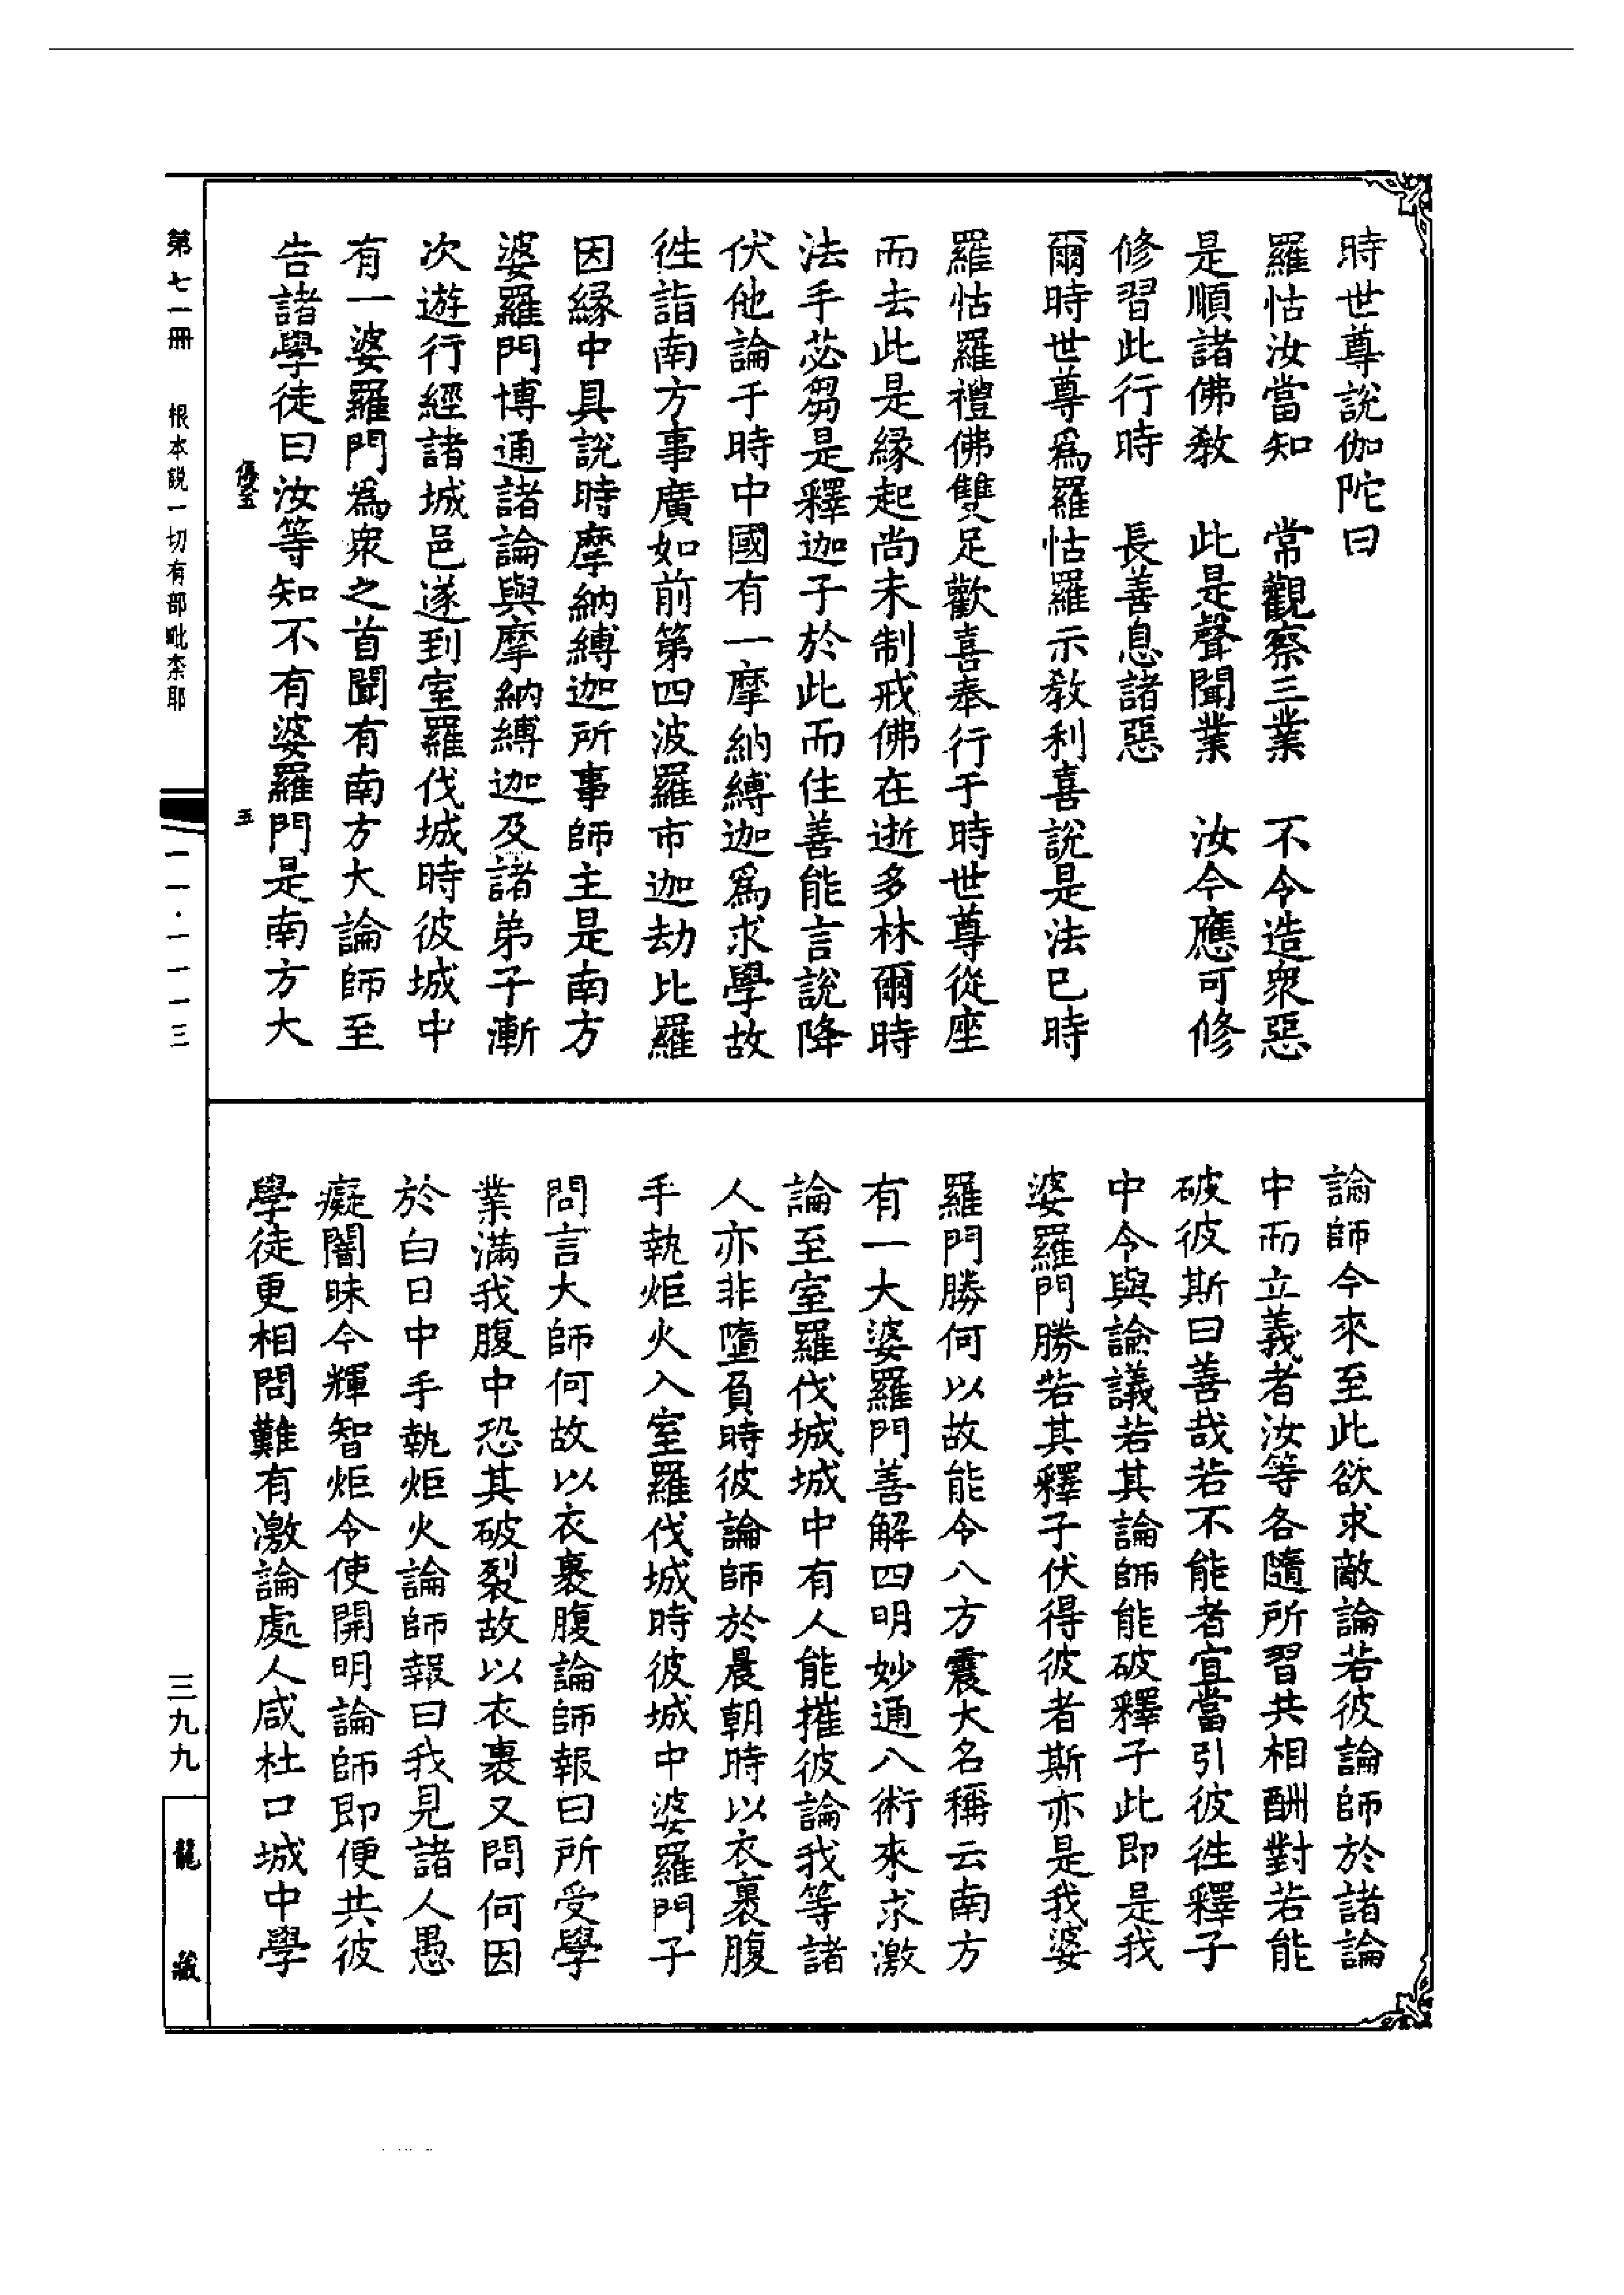 時世尊說伽陀曰
羅怙汝當知　常觀察三業　不令造衆惡
是順諸佛教　此是聲聞業　汝今應可修
修習此行時　長善息諸惡
爾時世尊爲羅怙羅示教利喜說是法已時
羅怙羅禮佛雙足歡喜奉行于時世尊從座
而去此是緣起尚未制戒佛在逝多林爾時
法手苾芻是釋迦子於此而住善能言說降
伏他論于時中國有一摩納縛迦爲求學故
徃詣南方事廣如前第四波羅市迦劫比羅
因緣中具說時摩納縛迦所事師主是南方
婆羅門博通諸論與摩納縛迦及諸弟子漸
次遊行經諸城邑遂到室羅伐城時彼城中
有一婆羅門爲衆之首聞有南方大論師至
告諸學徒曰汝等知不有婆羅門是南方大
論師今來至此欲求敵論若彼論師於諸論
中而立義者汝等各隨所習共相酬對若能
破彼斯曰善哉若不能者宜當引彼徃釋子
中令與論議若其論師能破釋子此即是我
婆羅門勝若其釋子伏得彼者斯亦是我婆
羅門勝何以故能令八方震大名稱云南方
有一大婆羅門善解四明妙通八術來求激
論至室羅伐城城中有人能摧彼論我等諸
人亦非墮負時彼論師於晨朝時以衣裹腹
手執炬火入室羅伐城時彼城中婆羅門子
問言大師何故以衣裹腹論師報曰所受學
業滿我腹中恐其破裂故以衣裹又問何因
於白日中手執炬火論師報曰我見諸人愚
癡闇昧今輝智炬令使開明論師即便共彼
學徒更相問難有激論處人咸杜口城中學
第七一冊　根本説一切有部毗柰耶
一一·一一一三
三九九
龍藏
五